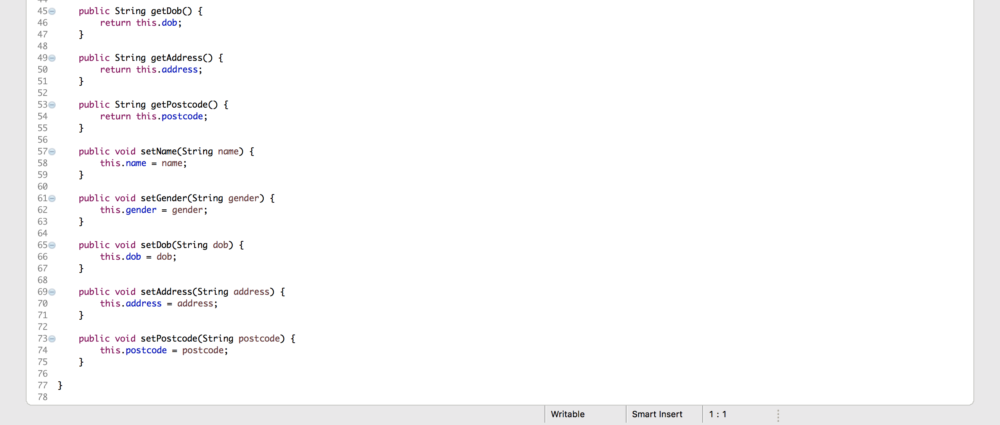 45 public String getDob() {
46 return this.dob;
47 }
48
49 public String getAddress() {
50 return this.address;
51 }
52
53 public String getPostcode() {
54 return this.postcode;
55 }
56
57 public void setName(String name) {
58 this.name = name;
59 }
60
61 public void setGender(String gender) {
62 this.gender = gender;
63 }
64
65 public void setDob(String dob) {
66 this.dob = dob;
67 }
68
69 public void setAddress(String address) {
70 this.address = address;
71 }
72
73 public void setPostcode(String postcode) {
74 this.postcode = postcode;
75 }
76
77 }
78
Writable Smart Insert 1 : 1